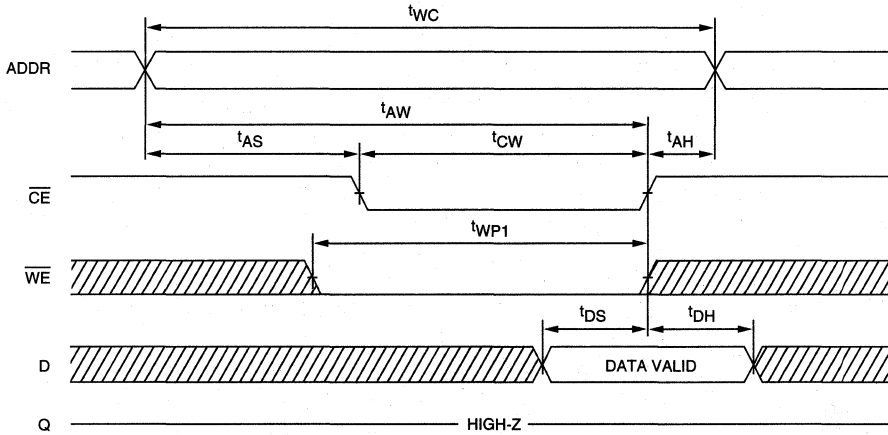 tWC
ADDR
tAW
tAS tCW tAH
CE
tWP1
WE
tDS tDH
D DATA VALID
Q HIGH-Z